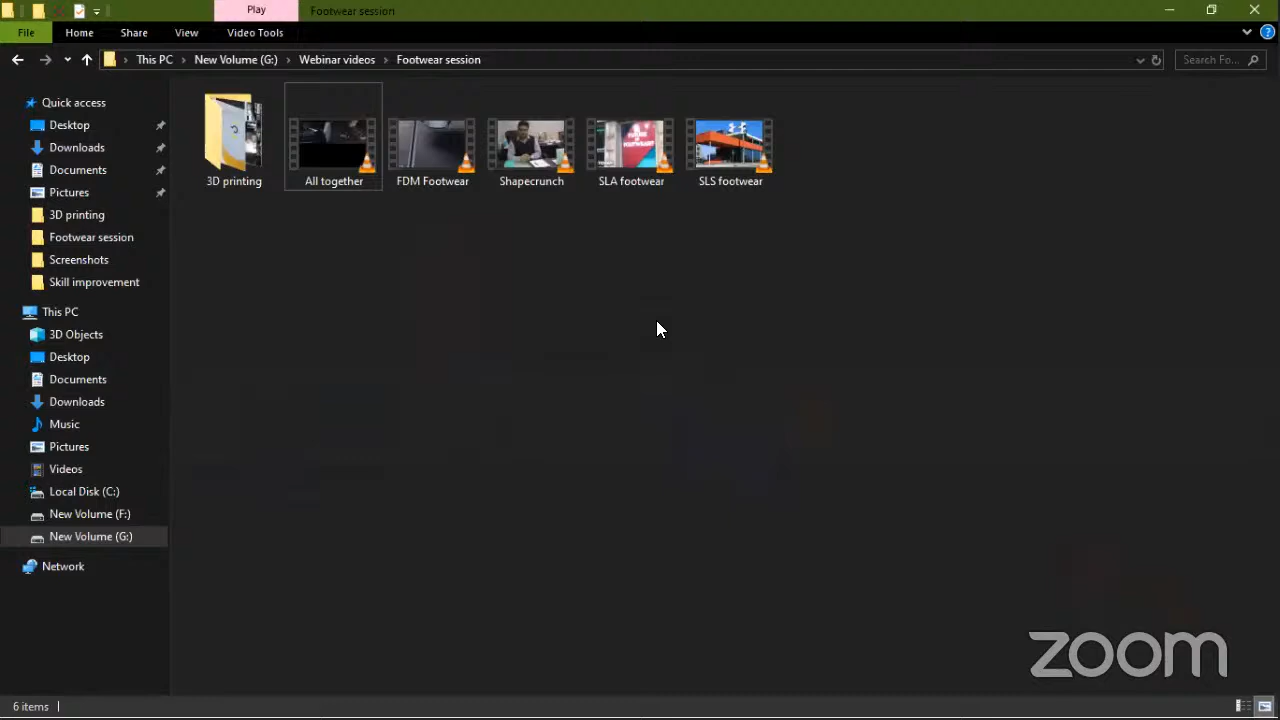 Play
Footwear session
File
Home
Share
View
Video Tools
This PC
New Volume (G:)
Webinar videos
Footwear session
Search Fo...
Quick access
Desktop
Downloads
Documents
Pictures
3D printing
Footwear session
Screenshots
Skill improvement
This PC
3D Objects
Desktop
Documents
Downloads
Music
Pictures
Videos
Local Disk (C:)
New Volume (F:)
New Volume (G:)
Network
3D printing
All together
FDM Footwear
Shapecrunch
SLA footwear
SLS footwear
zoom
6 items